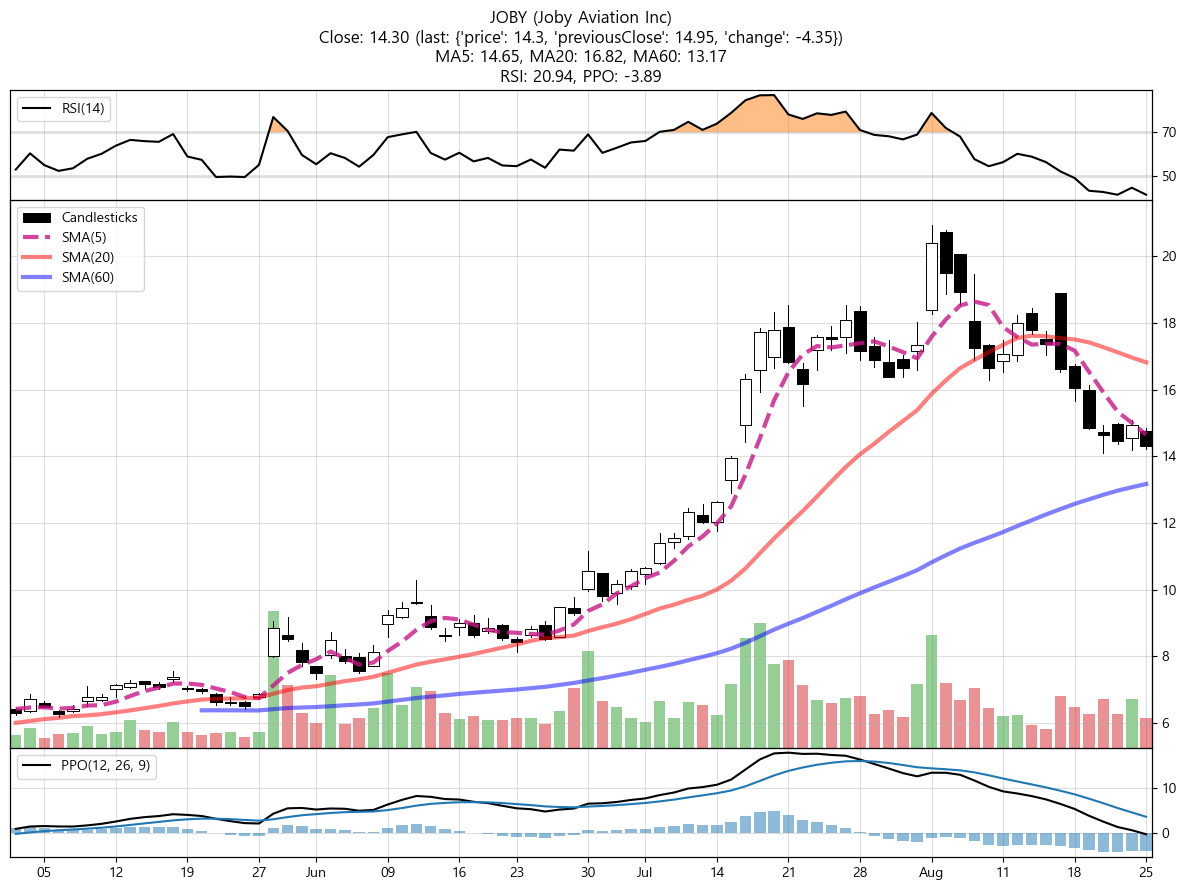 JOBY (Joby Aviation Inc)
Close: 14.30 (last: {'price': 14.3, 'previousClose': 14.95, 'change': -4.35})
MA5: 14.65, MA20: 16.82, MA60: 13.17
RSI: 20.94, PPO: -3.89
RSI(14)
70
50
Candlesticks
SMA(5)
SMA(20)
SMA(60)
20
18
16
14
12
10
8
6
PPO(12, 26, 9)
10
0
05 12 19 27 Jun 09 16 23 30 Jul 14 21 28 Aug 11 18 25